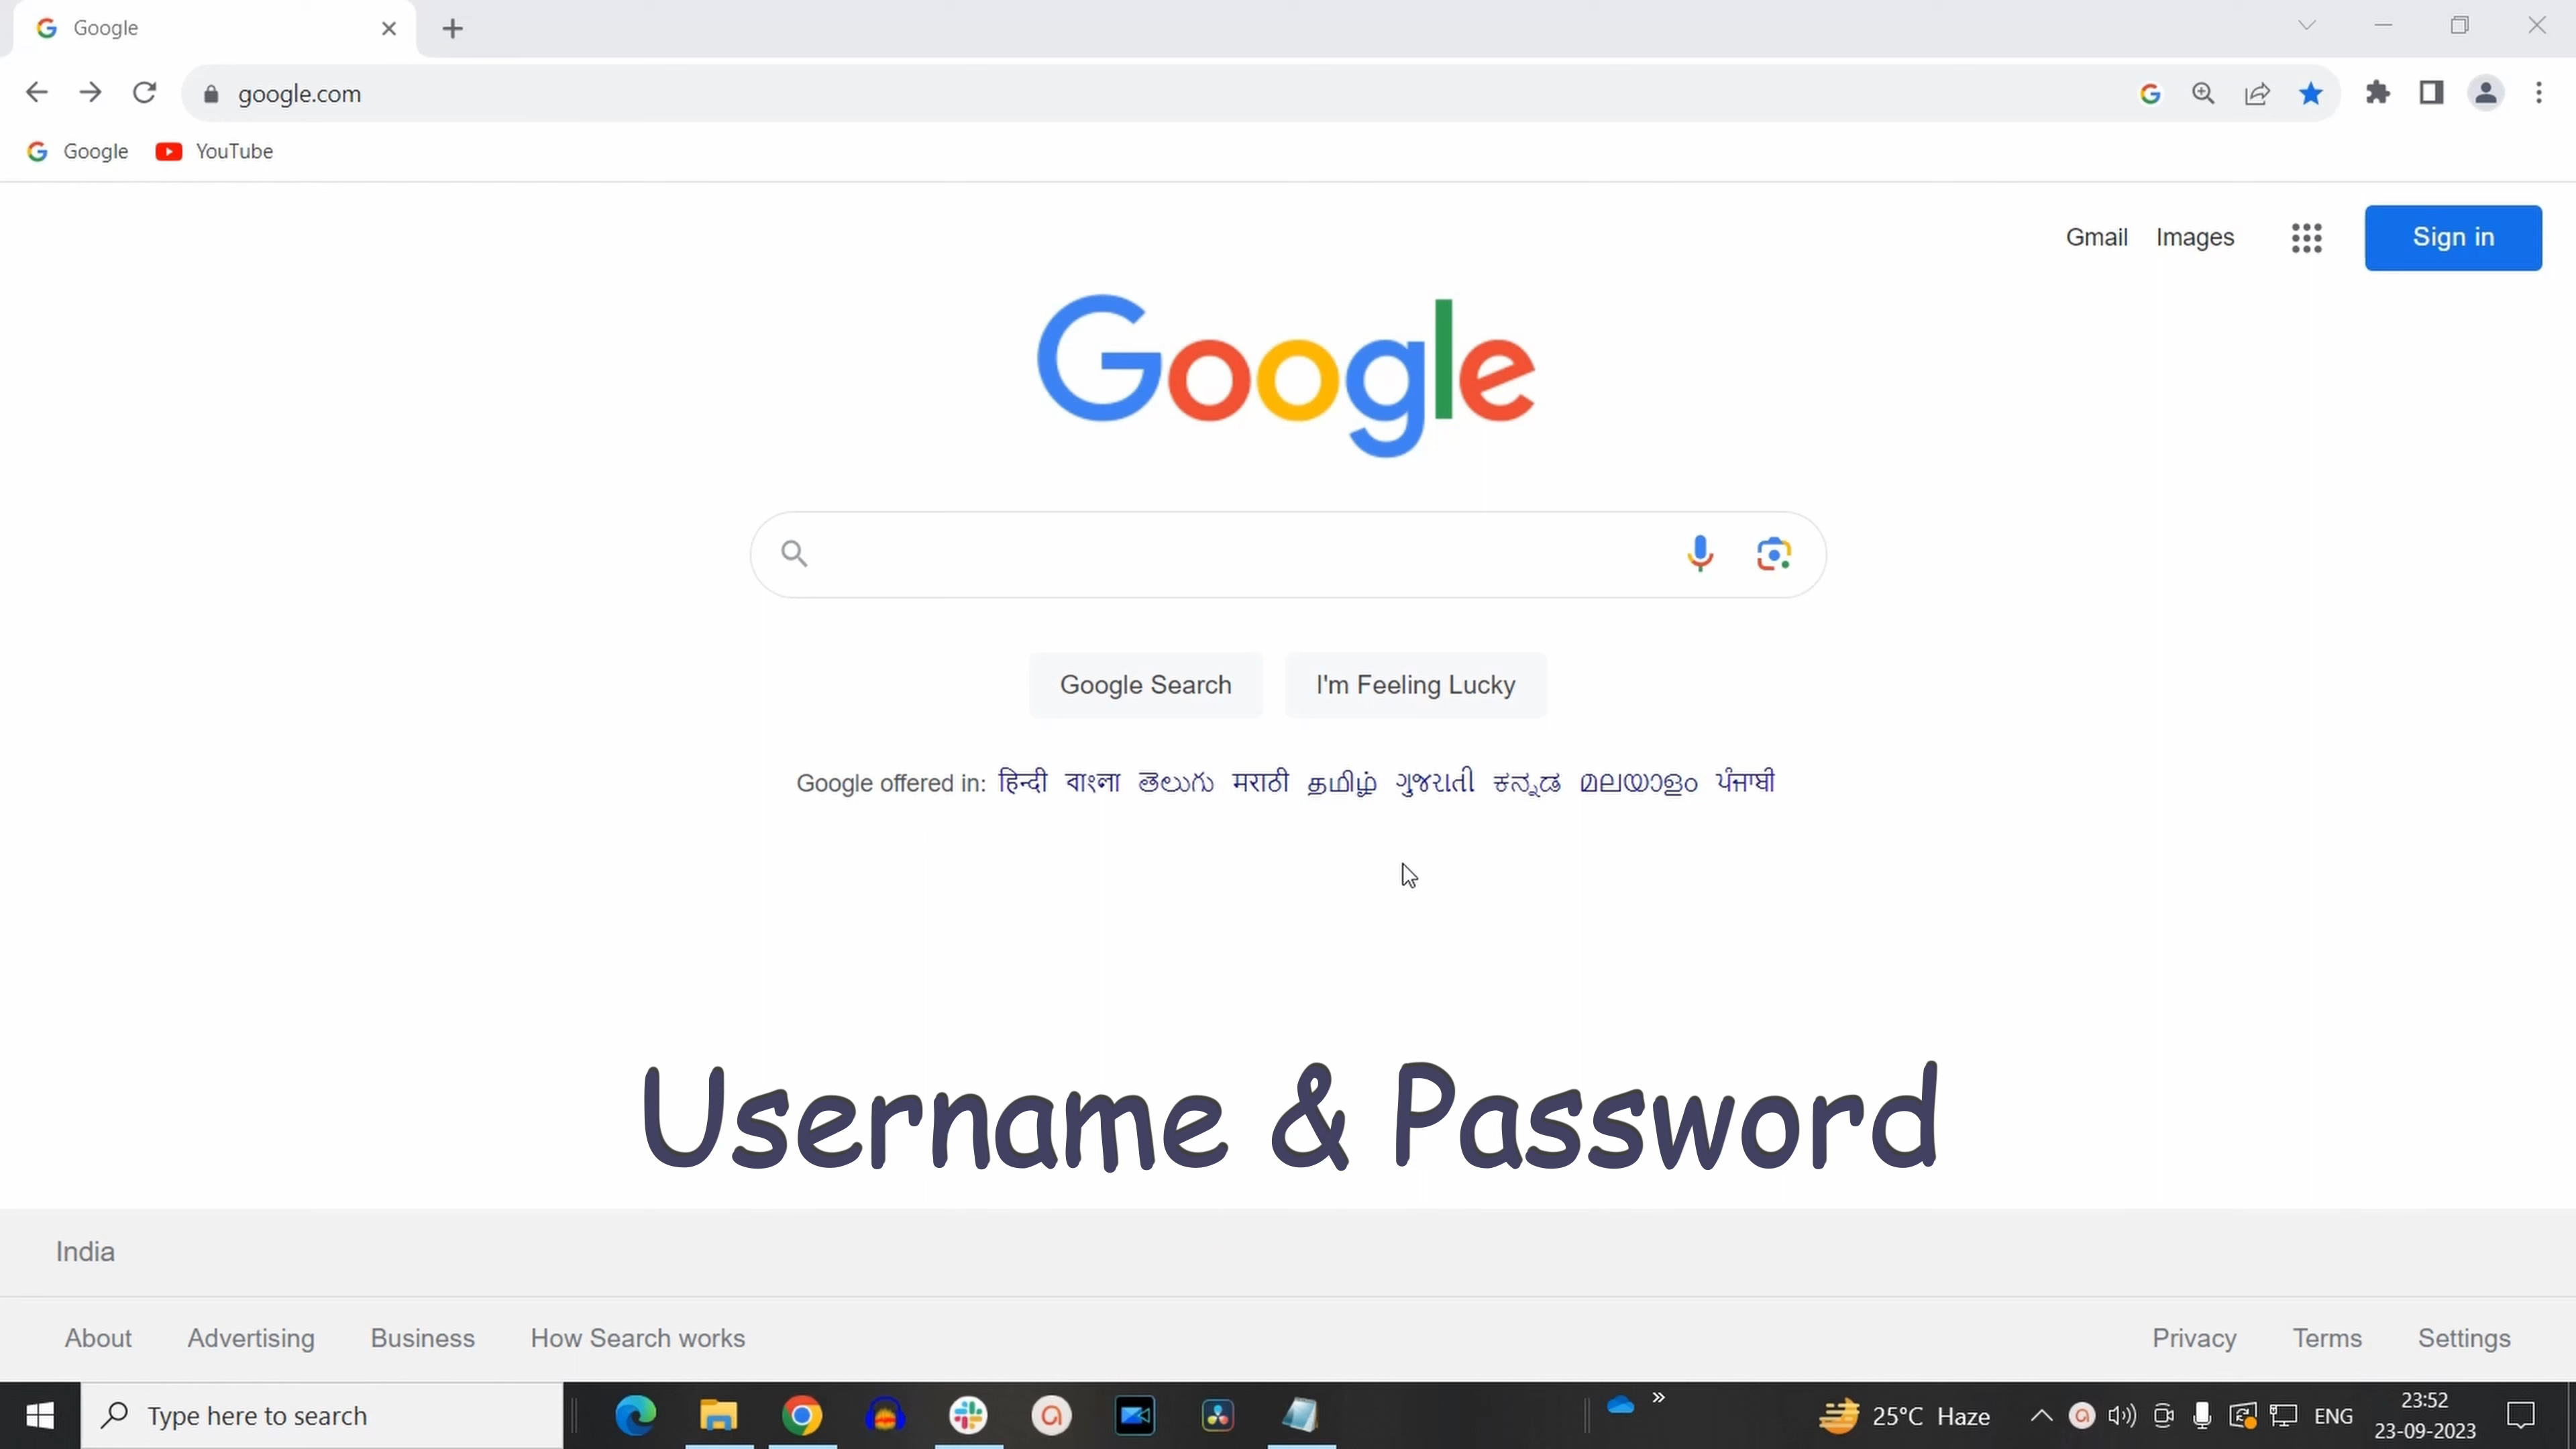 Google
google.com
Google YouTube
Gmail Images Sign in
Google
Google Search I'm Feeling Lucky
Google offered in: हिन्दी বাংলা తెలుగు मराठी தமிழ் ગુજરાતી ಕನ್ನಡ മലയാളം ਪੰਜਾਬੀ
Username & Password
India
About Advertising Business How Search works Privacy Terms Settings
Type here to search 25°C Haze ENG 23:52
23-09-2023